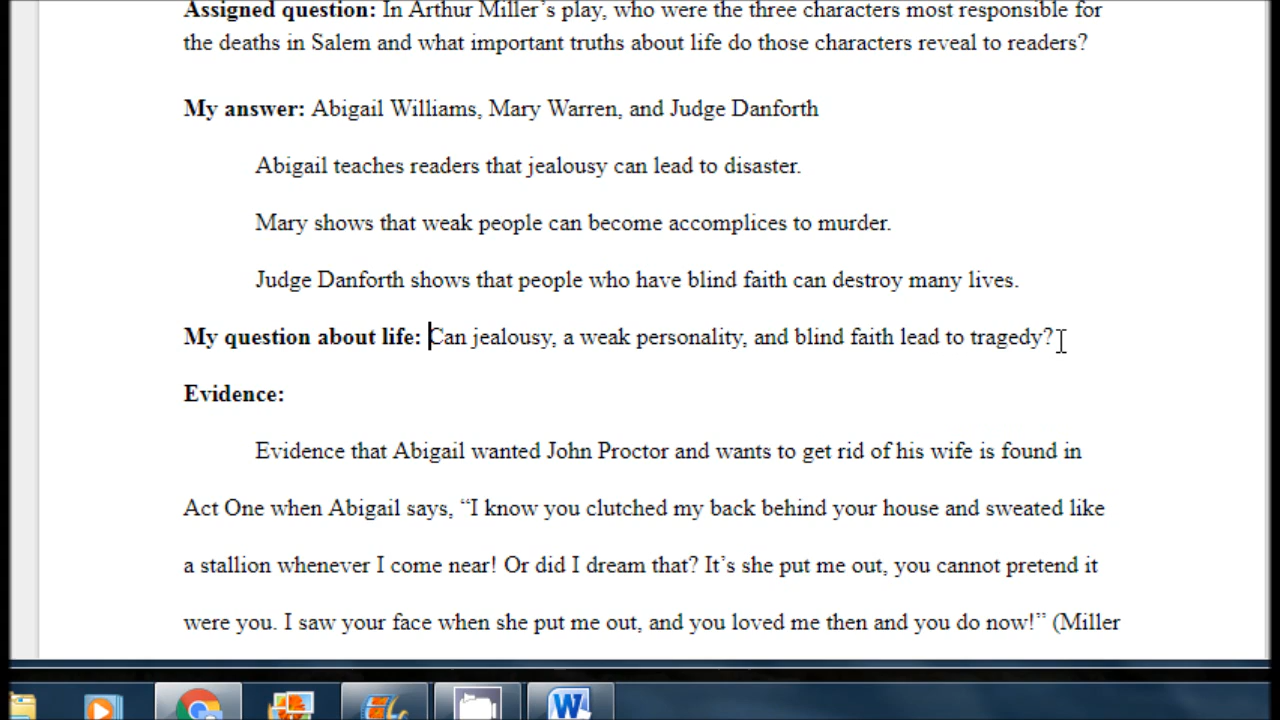 Assigned question: In Arthur Miller’s play, who were the three characters most responsible for
the deaths in Salem and what important truths about life do those characters reveal to readers?
My answer: Abigail Williams, Mary Warren, and Judge Danforth
Abigail teaches readers that jealousy can lead to disaster.
Mary shows that weak people can become accomplices to murder.
Judge Danforth shows that people who have blind faith can destroy many lives.
My question about life: Can jealousy, a weak personality, and blind faith lead to tragedy?
Evidence:
Evidence that Abigail wanted John Proctor and wants to get rid of his wife is found in
Act One when Abigail says, “I know you clutched my back behind your house and sweated like
a stallion whenever I come near! Or did I dream that? It’s she put me out, you cannot pretend it
were you. I saw your face when she put me out, and you loved me then and you do now!” (Miller